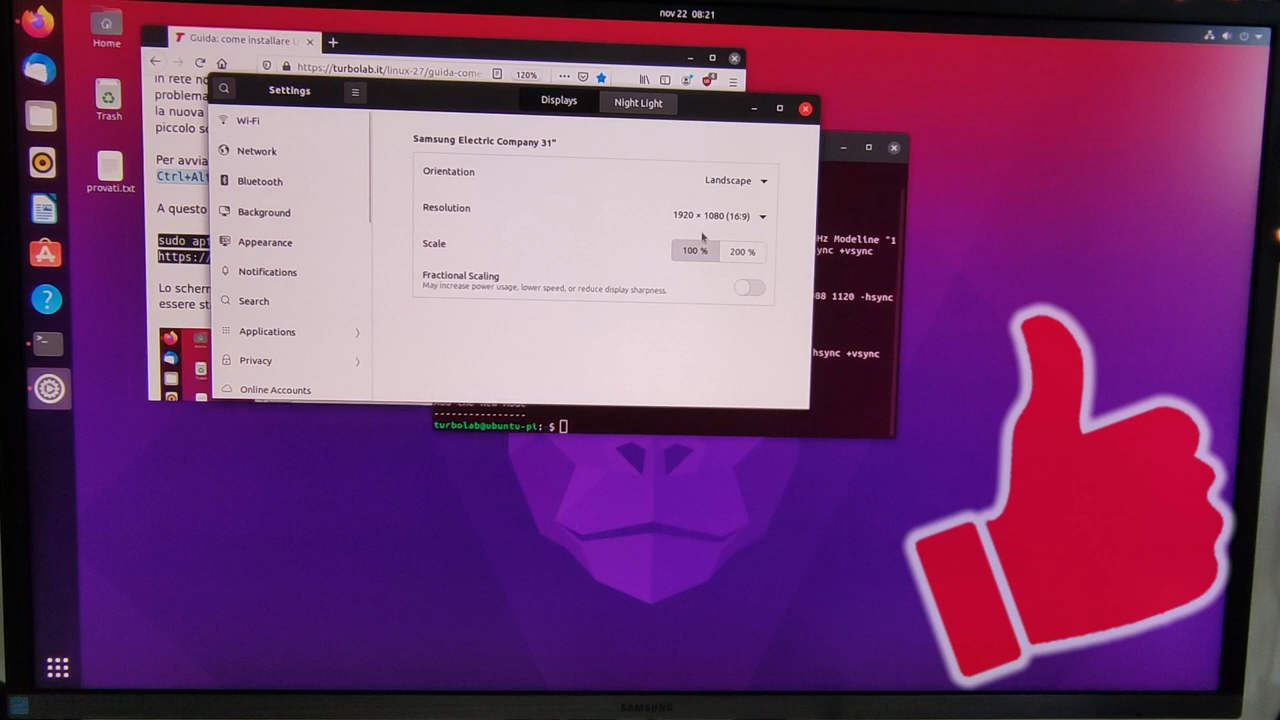 nov 22 08:21
Home
Trash
provati.txt
Guida: come installare
https://turbolab.it/linux-27/guida-come
120%
in rete
problema
la nuova
piccolo
Per avvia
Ctrl+Al
A questo
sudo apt
https://
Lo scherm
essere st
Settings
Displays
Night Light
Wi-Fi
Network
Bluetooth
Background
Appearance
Notifications
Search
Applications
Privacy
Online Accounts
Samsung Electric Company 31"
Orientation
Landscape
Resolution
1920 × 1080 (16:9)
Scale
100 %
200 %
Fractional Scaling
May increase power usage, lower speed, or reduce display sharpness.
Hz Modeline "1
ync +vsync
88 1120 -hsync
hsync +vsync
----------------
turbolab@ubuntu-pi: $
SAMSUNG